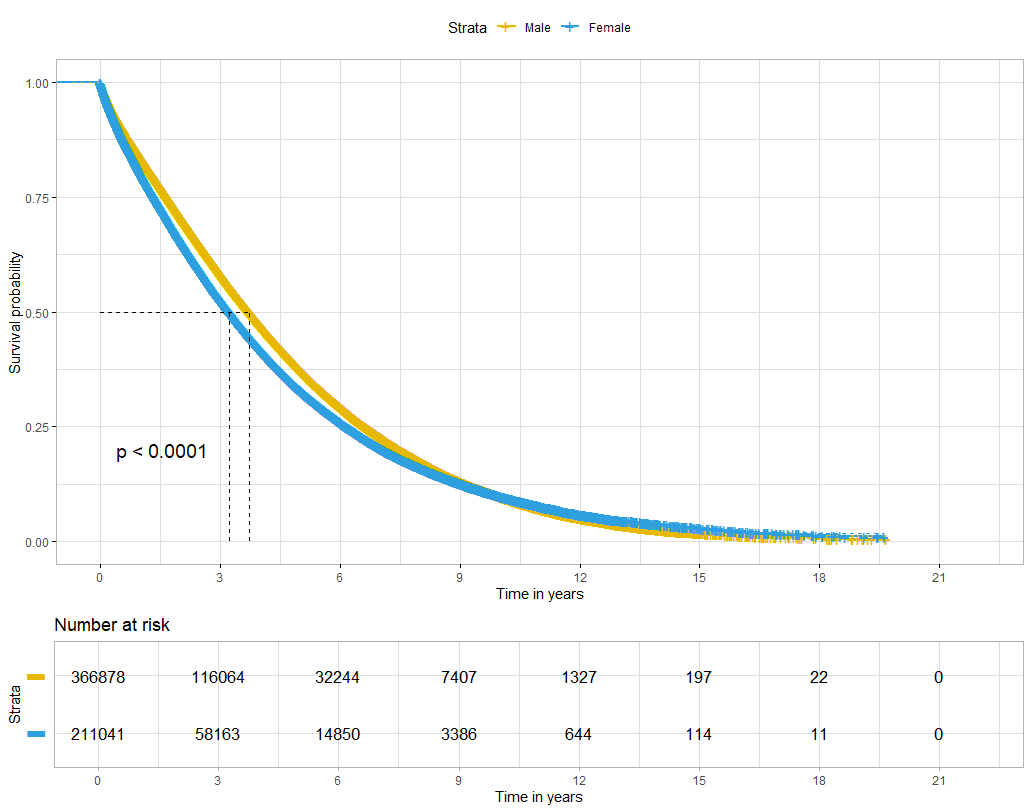 Strata Male Female
Survival probability
1.00
0.75
0.50
0.25
0.00
p < 0.0001
0 3 6 9 12 15 18 21
Time in years
Number at risk
Strata
366878 116064 32244 7407 1327 197 22 0
211041 58163 14850 3386 644 114 11 0
0 3 6 9 12 15 18 21
Time in years